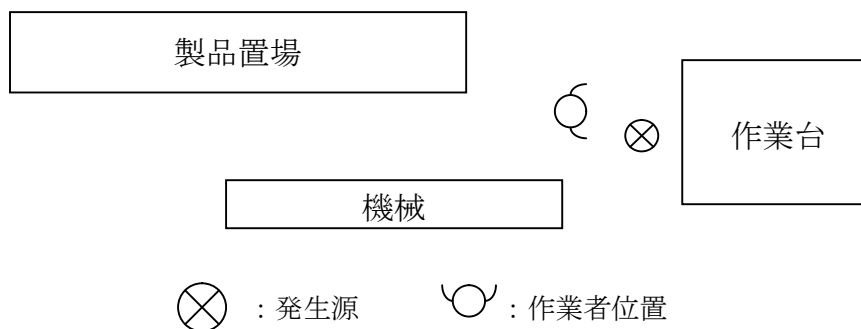 製品置場
作業台
機械
：発生源
：作業者位置